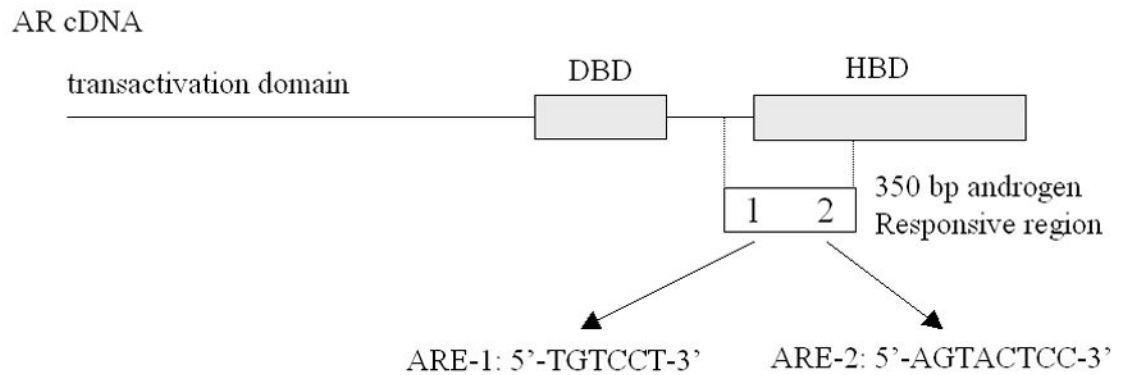 AR cDNA
transactivation domain
DBD
HBD
1 2
350 bp androgen
Responsive region
ARE-1: 5’-TGTCCT-3’
ARE-2: 5’-AGTACTCC-3’